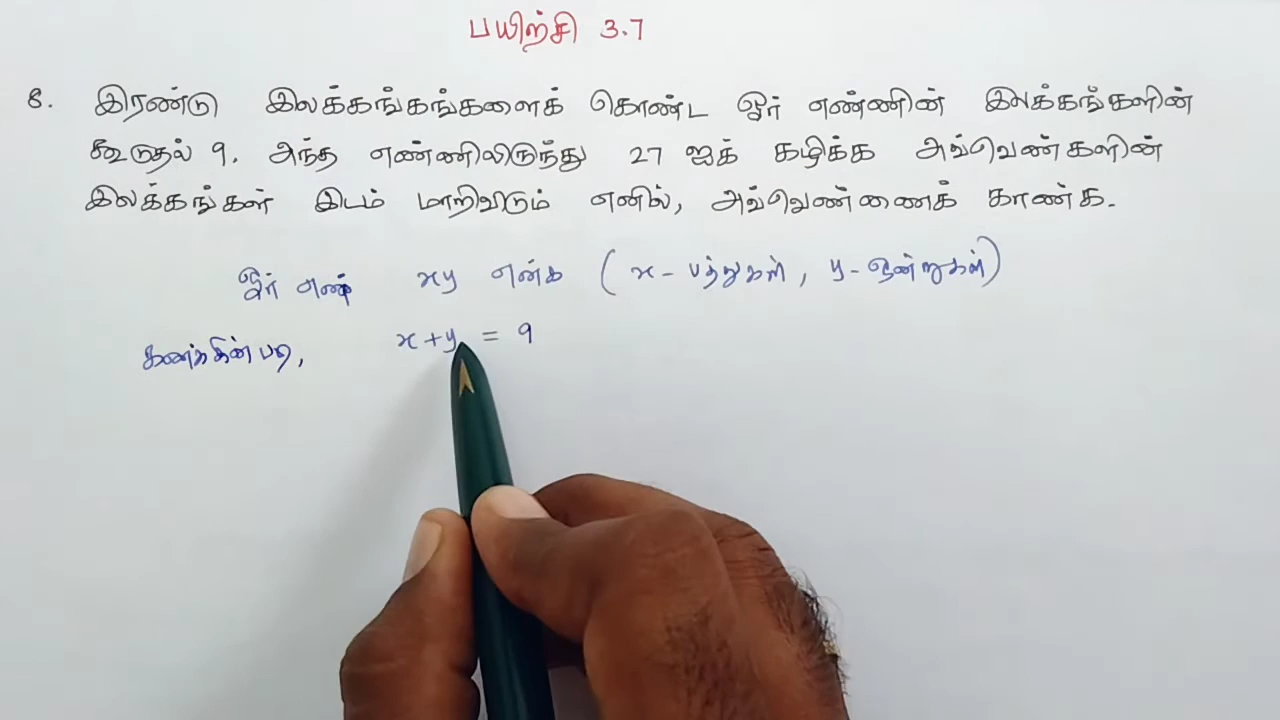 பயிற்சி 3.7
8. இரண்டு இலக்கங்கங்களைக் கொண்ட ஓர் எண்ணின் இலக்கங்களின்
கூடுதல் 9. அந்த எண்ணிலிருந்து 27 ஐக் கழிக்க அவ்வெண்களின்
இலக்கங்கள் இடம் மாறிவிடும் எனில், அவ்வெண்ணைக் காண்க.
ஓர் எண் xy என்க (x - பத்துகள், y - ஒன்றுகள்)
கணக்கின் படி, x+y = 9